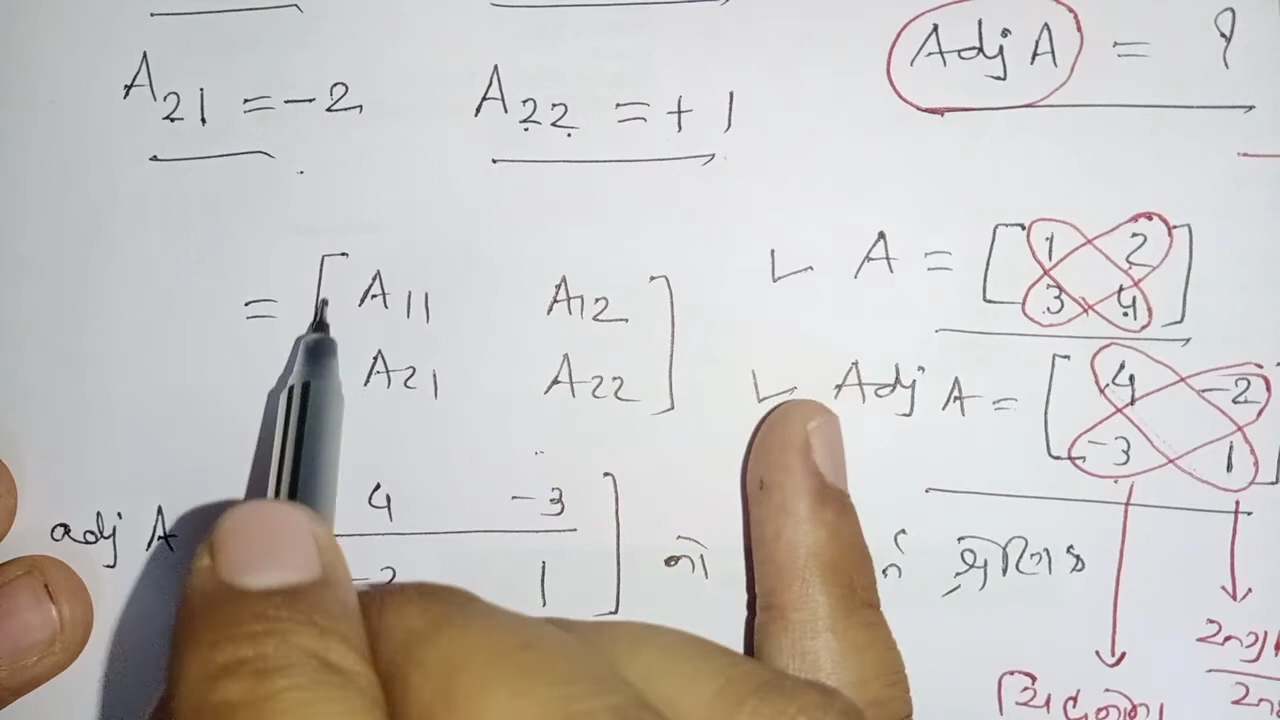 Adj A = ?
A21 = -2 A22 = +1
A = [1 2
3 4]
= [A11 A12
A21 A22]
Adj A = [4 -2
-3 1]
adj A 4 -3
-2 1 ] નો